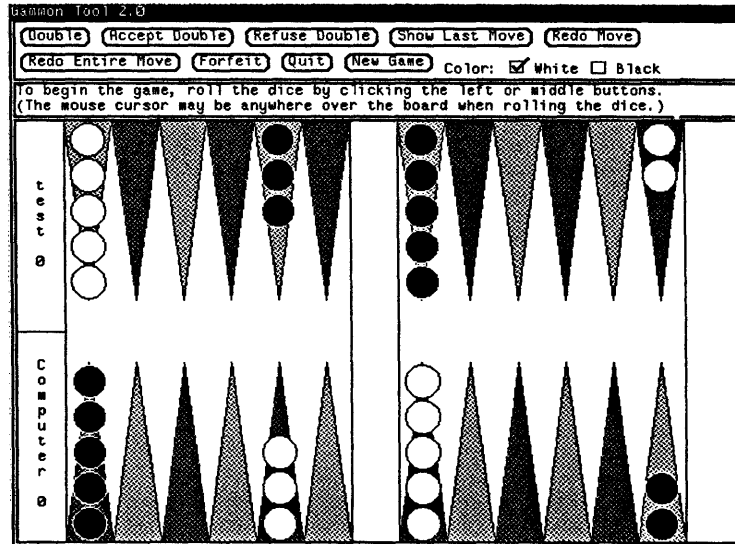 Gammon Tool 2.0
Double Accept Double Refuse Double Show Last Move Redo Move
Redo Entire Move Forfeit Quit New Game Color: White Black
To begin the game, roll the dice by clicking the left or middle buttons.
(The mouse cursor may be anywhere over the board when rolling the dice.)
test 0
Computer 0